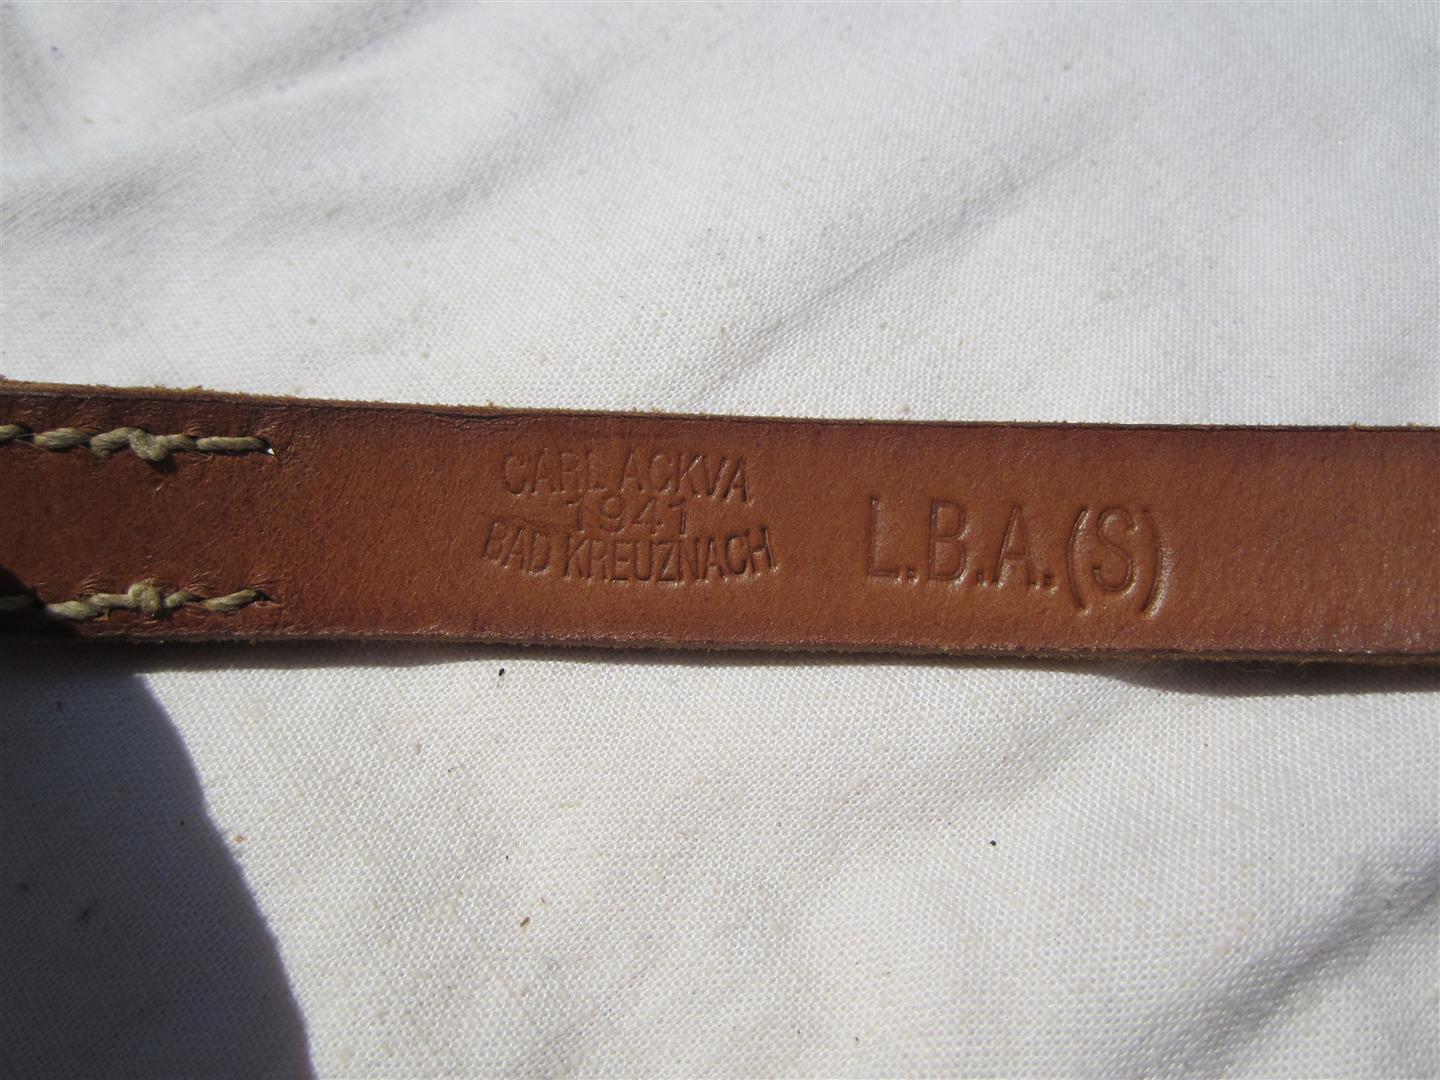 CARL ACKVA
1941
BAD KREUZNACH
L.B.A.(S)